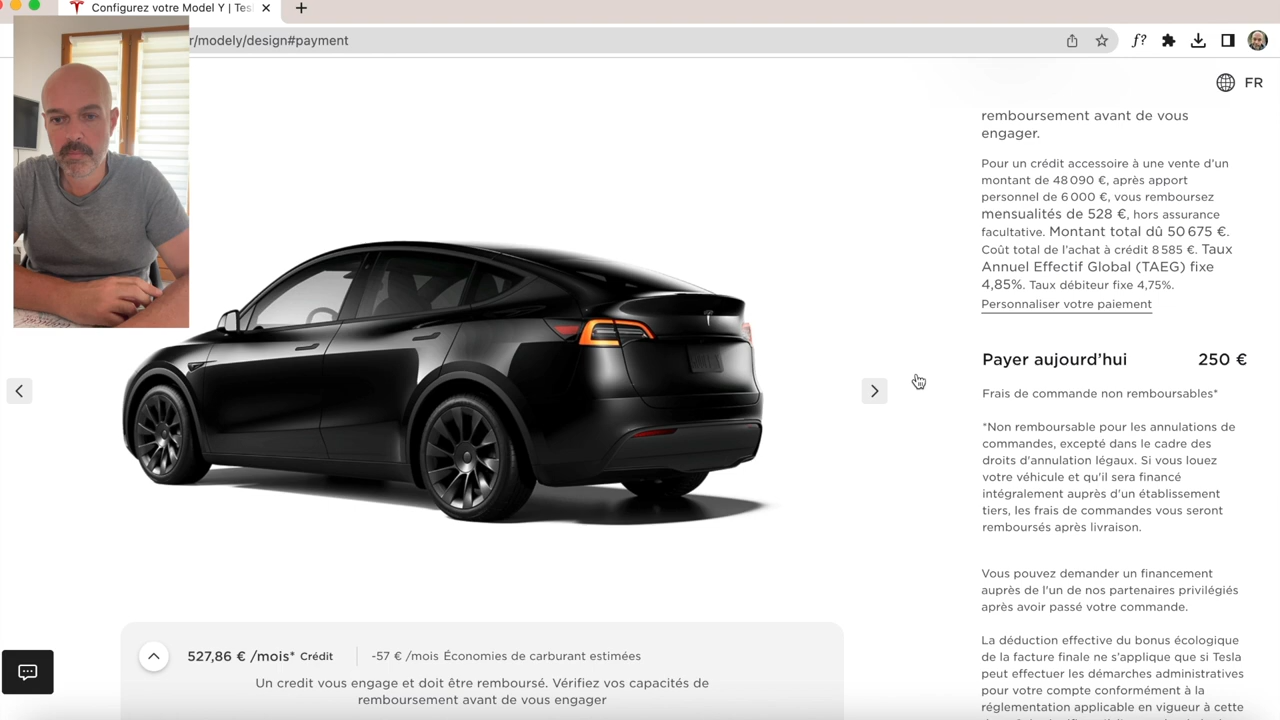 Configurez votre Model Y | Tes
r/modely/design#payment
f?
FR
remboursement avant de vous
engager.
Pour un crédit accessoire à une vente d'un
montant de 48 090 €, après apport
personnel de 6 000 €, vous remboursez
mensualités de 528 €, hors assurance
facultative. Montant total dû 50 675 €.
Coût total de l'achat à crédit 8 585 €. Taux
Annuel Effectif Global (TAEG) fixe
4,85%. Taux débiteur fixe 4,75%.
Personnaliser votre paiement
Payer aujourd’hui 250 €
Frais de commande non remboursables*
*Non remboursable pour les annulations de
commandes, excepté dans le cadre des
droits d'annulation légaux. Si vous louez
votre véhicule et qu'il sera financé
intégralement auprès d'un établissement
tiers, les frais de commandes vous seront
remboursés après livraison.
Vous pouvez demander un financement
auprès de l'un de nos partenaires privilégiés
après avoir passé votre commande.
La déduction effective du bonus écologique
de la facture finale ne s'applique que si Tesla
peut effectuer les démarches administratives
pour votre compte conformément à la
réglementation applicable en vigueur à cette
527,86 € /mois* Crédit
-57 € /mois Économies de carburant estimées
Un credit vous engage et doit être remboursé. Vérifiez vos capacités de
remboursement avant de vous engager